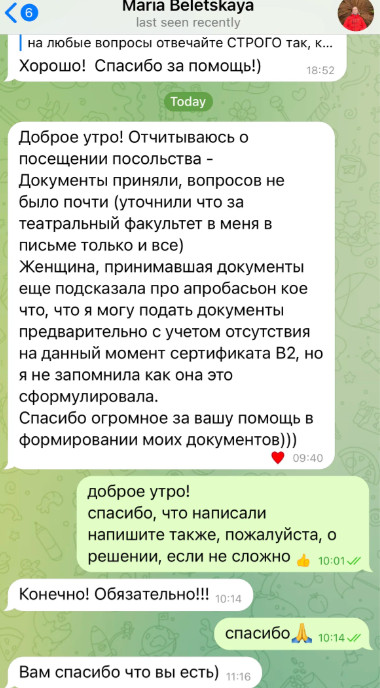 6
Maria Beletskaya
last seen recently
на любые вопросы отвечайте СТРОГО так, к...
Хорошо! Спасибо за помощь!)
18:52
Today
Доброе утро! Отчитываюсь о
посещении посольства -
Документы приняли, вопросов не
было почти (уточнили что за
театральный факультет в меня в
письме только и все)
Женщина, принимавшая документы
еще подсказала про апробасьон кое
что, что я могу подать документы
предварительно с учетом отсутствия
на данный момент сертификата B2, но
я не запомнила как она это
сформулировала.
Спасибо огромное за вашу помощь в
формировании моих документов)))
❤️ 09:40
доброе утро!
спасибо, что написали
напишите также, пожалуйста, о
решении, если не сложно 👍 10:01
Конечно! Обязательно!!! 10:14
спасибо🙏 10:14
Вам спасибо что вы есть) 11:16